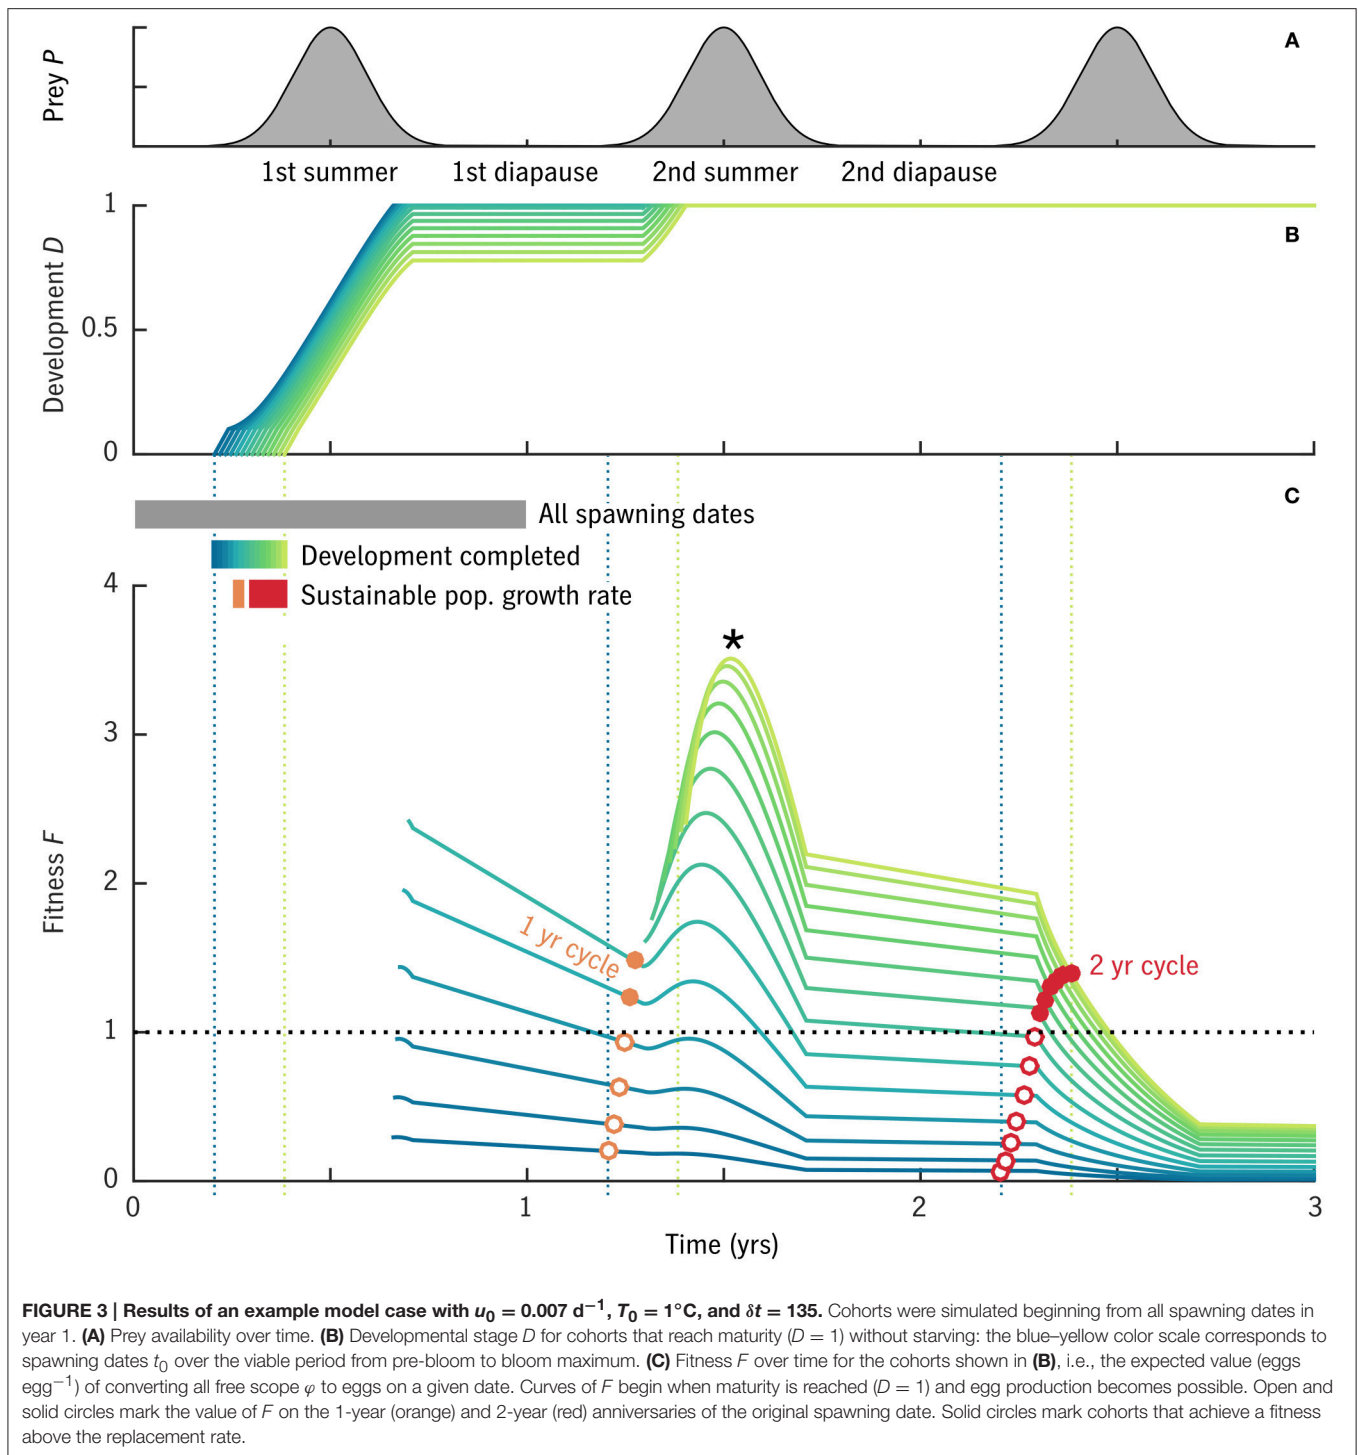 Prey P
A
1st summer
1st diapause
2nd summer
2nd diapause
Development D
1
0.5
0
B
C
All spawning dates
Development completed
Sustainable pop. growth rate
Fitness F
4
3
2
1
0
*
1 yr cycle
2 yr cycle
0
1
2
3
Time (yrs)
FIGURE 3 | Results of an example model case with u₀ = 0.007 d⁻¹, T₀ = 1°C, and δt = 135. Cohorts were simulated beginning from all spawning dates in
year 1. (A) Prey availability over time. (B) Developmental stage D for cohorts that reach maturity (D = 1) without starving: the blue–yellow color scale corresponds to
spawning dates t₀ over the viable period from pre-bloom to bloom maximum. (C) Fitness F over time for the cohorts shown in (B), i.e., the expected value (eggs
egg⁻¹) of converting all free scope φ to eggs on a given date. Curves of F begin when maturity is reached (D = 1) and egg production becomes possible. Open and
solid circles mark the value of F on the 1-year (orange) and 2-year (red) anniversaries of the original spawning date. Solid circles mark cohorts that achieve a fitness
above the replacement rate.